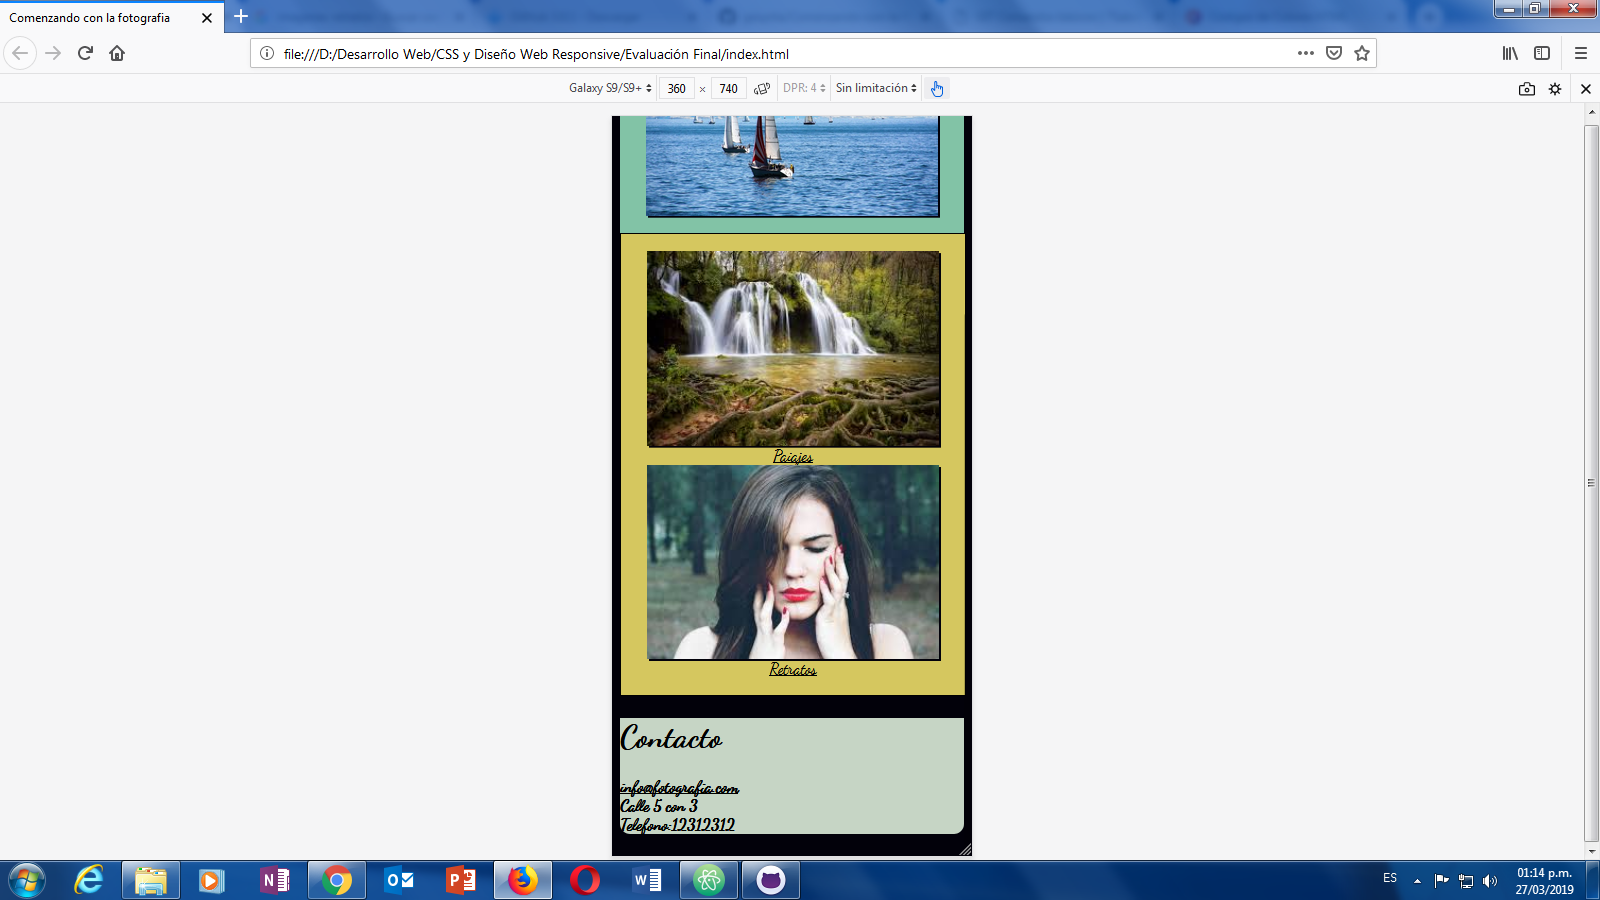 Comenzando con la fotografia
file:///D:/Desarrollo Web/CSS y Diseño Web Responsive/Evaluación Final/index.html
Galaxy S9/S9+ 360 × 740 DPR: 4 Sin limitación
Paiajes
Retratos
Contacto
info@fotografia.com
Calle 5 con 3
Telefono:12312312
ES
01:14 p.m.
27/03/2019